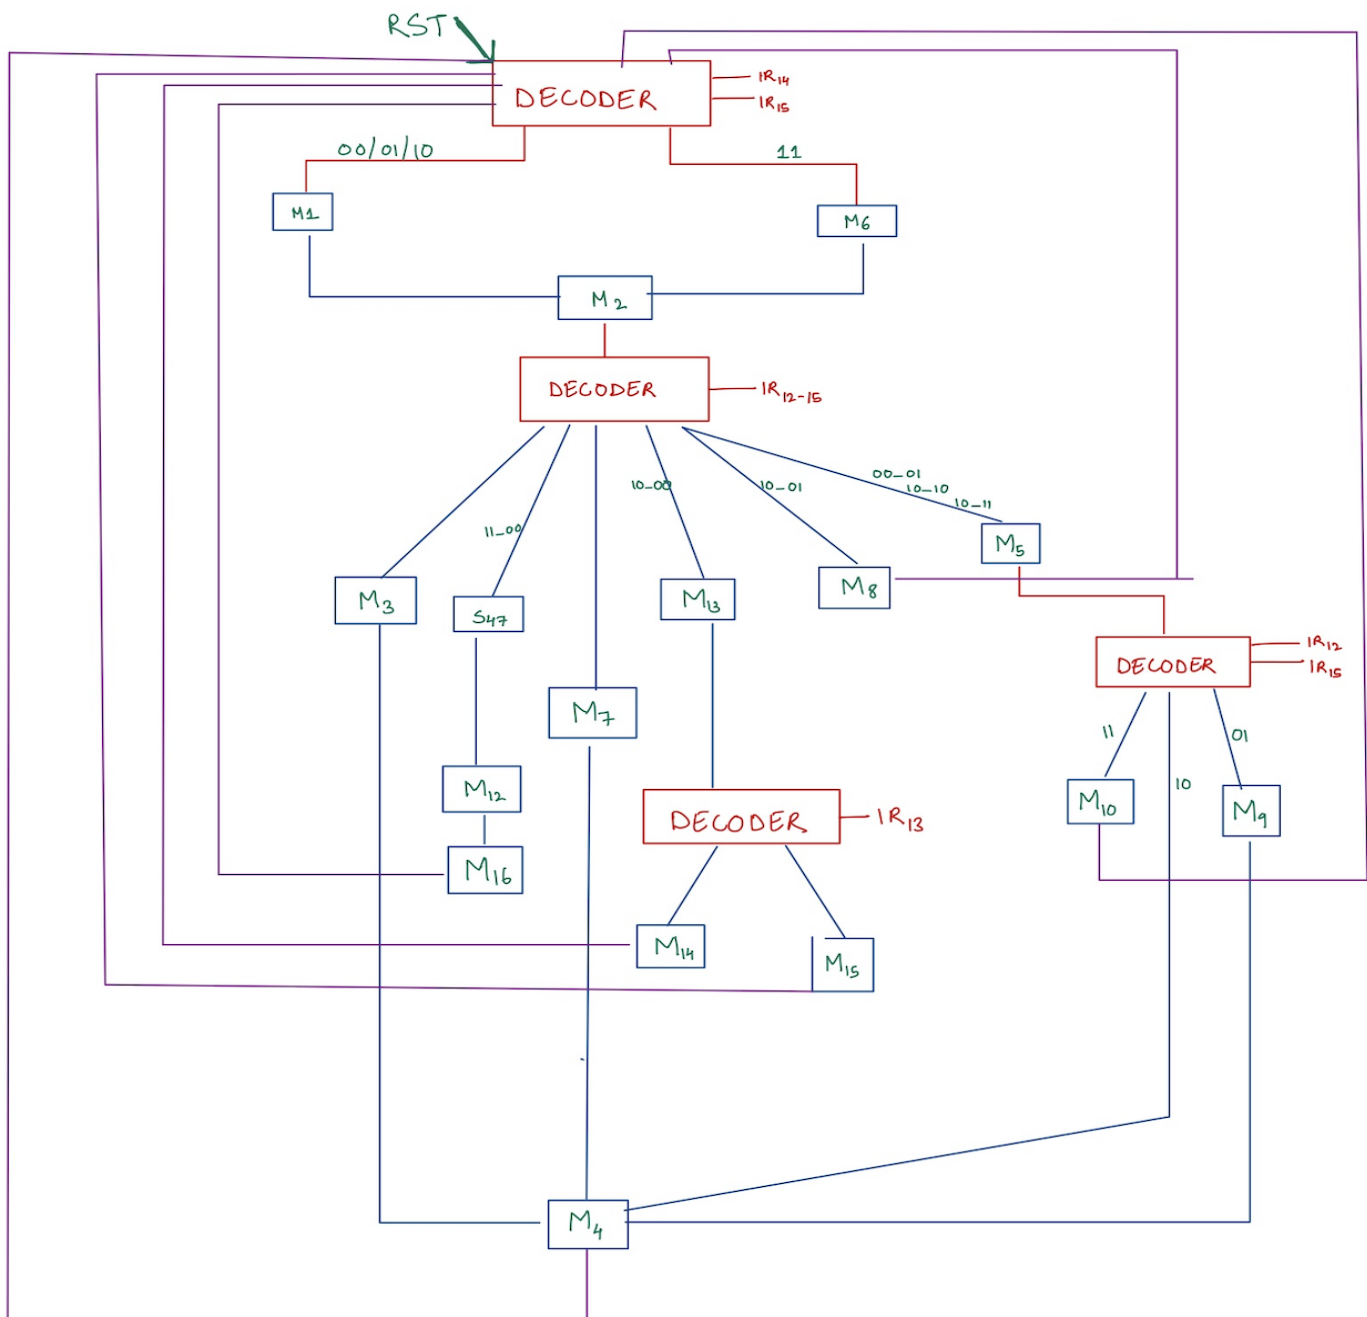 RST
DECODER
IR14
IR15
00/01/10
11
M1
M6
M2
DECODER
IR12-15
11_00
10_00
10_01
00_01
10_10
10_11
M3
S47
M13
M8
M5
DECODER
IR12
IR15
M7
11
10
01
M12
M10
M9
DECODER
IR13
M16
M14
M15
M4